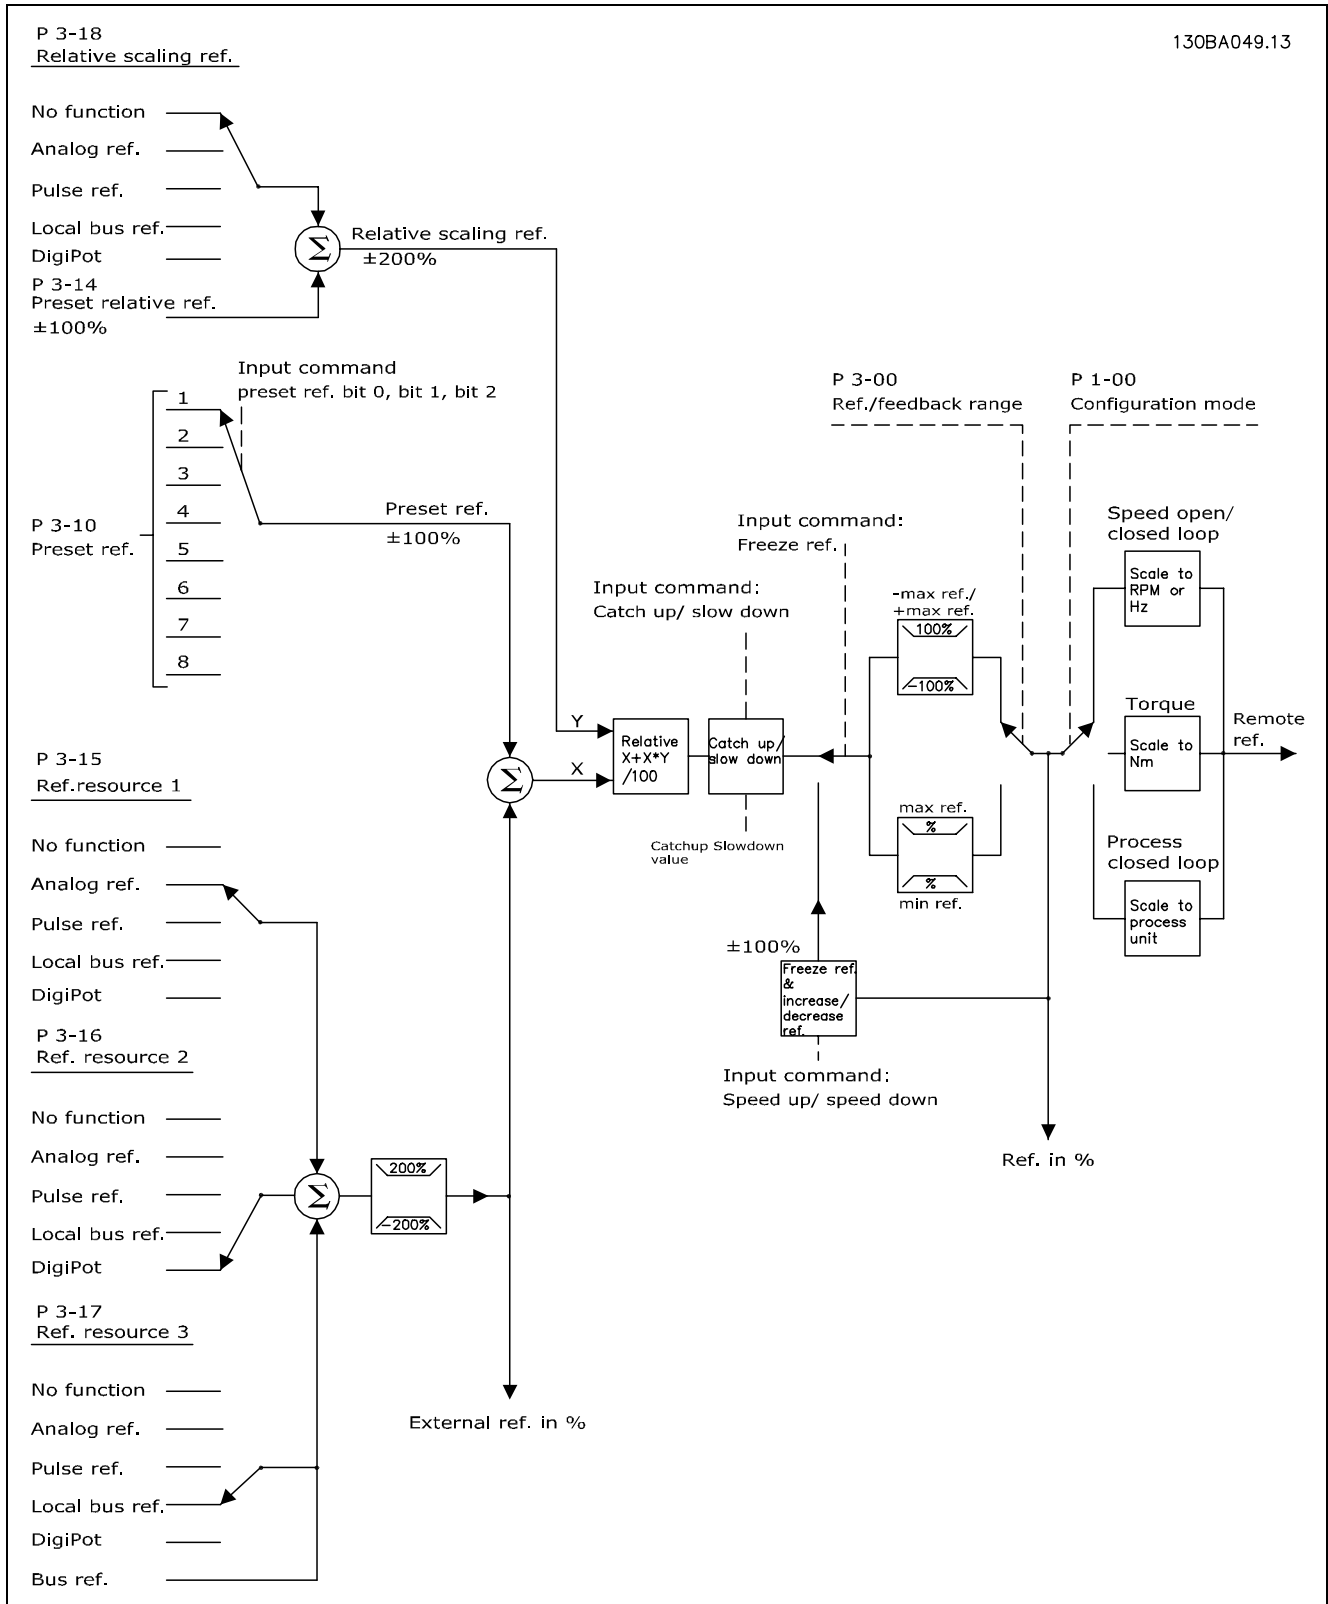 P 3-18
Relative scaling ref.
130BA049.13
No function
Analog ref.
Pulse ref.
Local bus ref.
DigiPot
Σ
Relative scaling ref.
±200%
P 3-14
Preset relative ref.
±100%
Input command
preset ref. bit 0, bit 1, bit 2
1
2
3
4
5
6
7
8
P 3-10
Preset ref.
Preset ref.
±100%
P 3-00
Ref./feedback range
P 1-00
Configuration mode
Input command:
Freeze ref.
Input command:
Catch up/ slow down
-max ref./
+max ref.
100%
-100%
Speed open/
closed loop
Scale to
RPM or
Hz
Y
X
Σ
Relative
X+X*Y
/100
Catch up/
slow down
Catchup Slowdown
value
max ref.
%
%
min ref.
Torque
Scale to
Nm
Remote
ref.
Process
closed loop
Scale to
process
unit
±100%
Freeze ref.
&
increase/
decrease
ref.
Input command:
Speed up/ speed down
Ref. in %
P 3-15
Ref.resource 1
No function
Analog ref.
Pulse ref.
Local bus ref.
DigiPot
P 3-16
Ref. resource 2
No function
Analog ref.
Pulse ref.
Local bus ref.
DigiPot
Σ
200%
-200%
P 3-17
Ref. resource 3
No function
Analog ref.
Pulse ref.
Local bus ref.
DigiPot
Bus ref.
External ref. in %